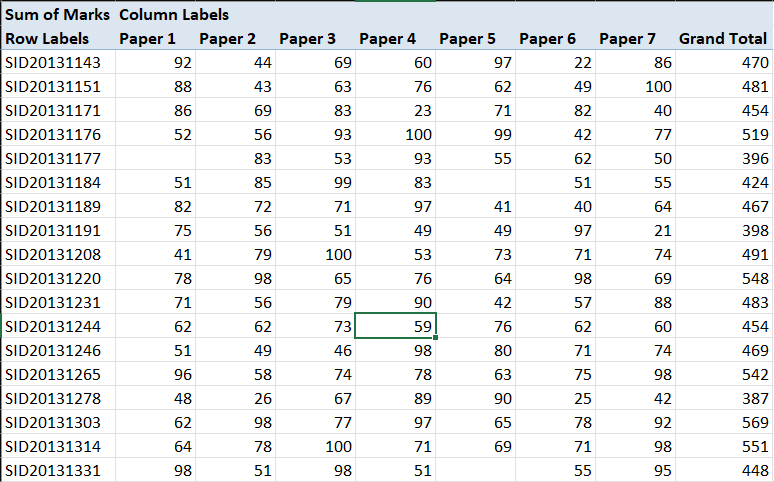 Sum of Marks Column Labels
Row Labels Paper 1 Paper 2 Paper 3 Paper 4 Paper 5 Paper 6 Paper 7 Grand Total
SID20131143 92 44 69 60 97 22 86 470
SID20131151 88 43 63 76 62 49 100 481
SID20131171 86 69 83 23 71 82 40 454
SID20131176 52 56 93 100 99 42 77 519
SID20131177 83 53 93 55 62 50 396
SID20131184 51 85 99 83 51 55 424
SID20131189 82 72 71 97 41 40 64 467
SID20131191 75 56 51 49 49 97 21 398
SID20131208 41 79 100 53 73 71 74 491
SID20131220 78 98 65 76 64 98 69 548
SID20131231 71 56 79 90 42 57 88 483
SID20131244 62 62 73 59 76 62 60 454
SID20131246 51 49 46 98 80 71 74 469
SID20131265 96 58 74 78 63 75 98 542
SID20131278 48 26 67 89 90 25 42 387
SID20131303 62 98 77 97 65 78 92 569
SID20131314 64 78 100 71 69 71 98 551
SID20131331 98 51 98 51 55 95 448